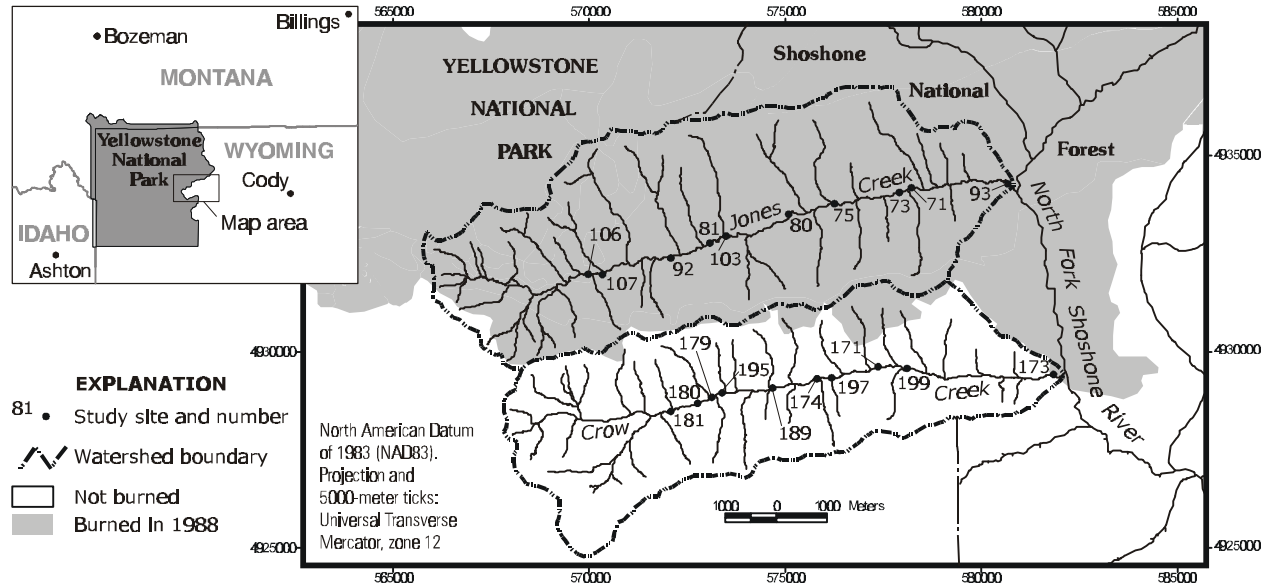 565000
570000
575000
580000
585000
Billings
Bozeman
MONTANA
Yellowstone
National
Park
WYOMING
Cody
Map area
IDAHO
Ashton
YELLOWSTONE
NATIONAL
PARK
Shoshone
National
Forest
4935000
4930000
4930000
4925000
4925000
Jones
Creek
106
107
92
81
103
80
75
73
71
93
North Fork Shoshone River
179
195
180
181
189
174
197
171
199
173
Crow
Creek
EXPLANATION
81 Study site and number
Watershed boundary
Not burned
Burned In 1988
North American Datum
of 1983 (NAD83).
Projection and
5000-meter ticks:
Universal Transverse
Mercator, zone 12
1000 0 1000 Meters
565000
570000
575000
580000
585000